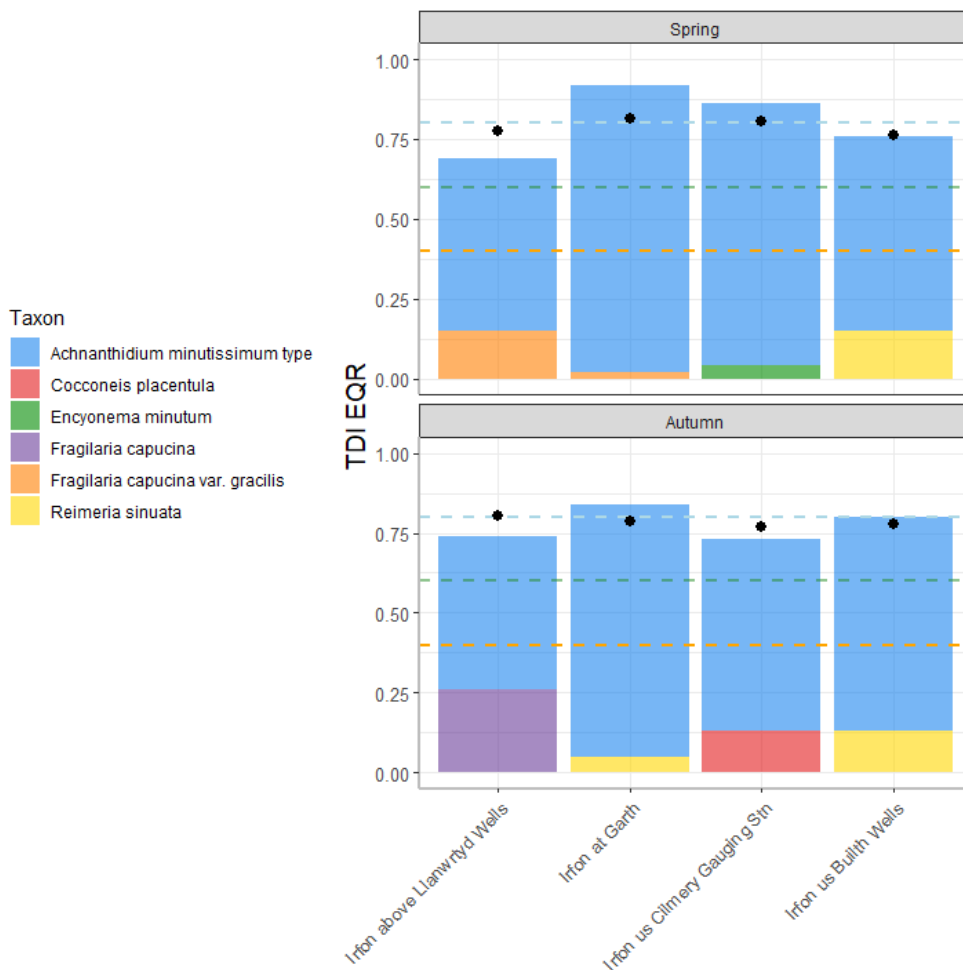 Spring
1.00
0.75
0.50
0.25
0.00
Taxon
Achnanthidium minutissimum type
Cocconeis placentula
Encyonema minutum
Fragilaria capucina
Fragilaria capucina var. gracilis
Reimeria sinuata
TDI EQR
Autumn
1.00
0.75
0.50
0.25
0.00
Irfon above Llanwrtyd Wells
Irfon at Garth
Irfon us Cilmery Gauging Stn
Irfon us Builth Wells